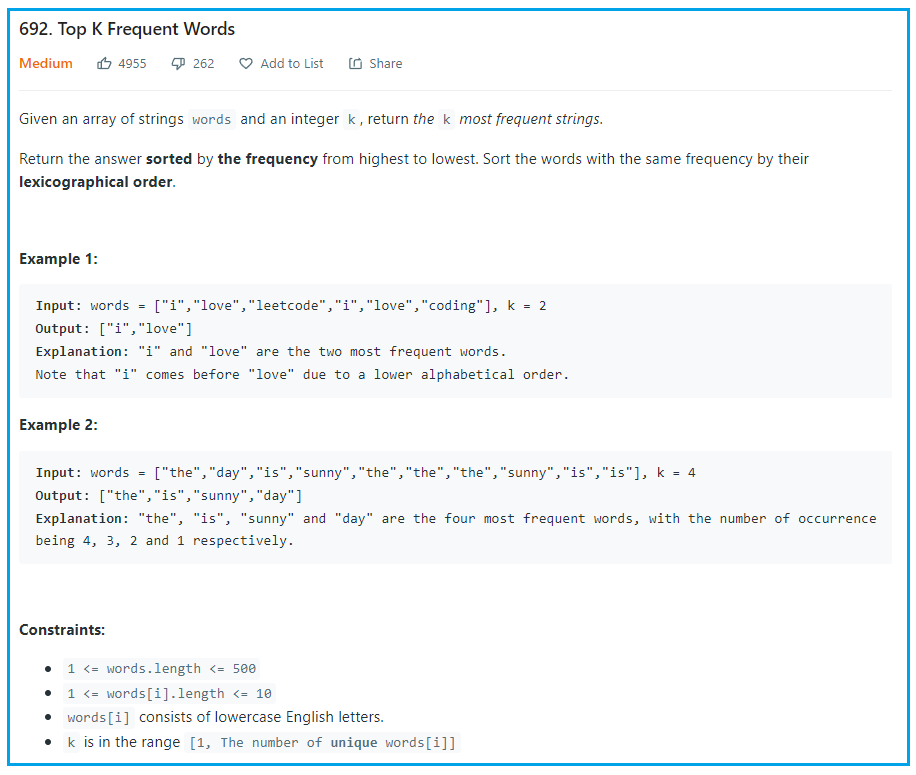 692. Top K Frequent Words
Medium 4955 262 Add to List Share
Given an array of strings words and an integer k, return the k most frequent strings.
Return the answer sorted by the frequency from highest to lowest. Sort the words with the same frequency by their
lexicographical order.
Example 1:
Input: words = ["i","love","leetcode","i","love","coding"], k = 2
Output: ["i","love"]
Explanation: "i" and "love" are the two most frequent words.
Note that "i" comes before "love" due to a lower alphabetical order.
Example 2:
Input: words = ["the","day","is","sunny","the","the","the","sunny","is","is"], k = 4
Output: ["the","is","sunny","day"]
Explanation: "the", "is", "sunny" and "day" are the four most frequent words, with the number of occurrence
being 4, 3, 2 and 1 respectively.
Constraints:
• 1 <= words.length <= 500
• 1 <= words[i].length <= 10
• words[i] consists of lowercase English letters.
• k is in the range [1, The number of unique words[i]]